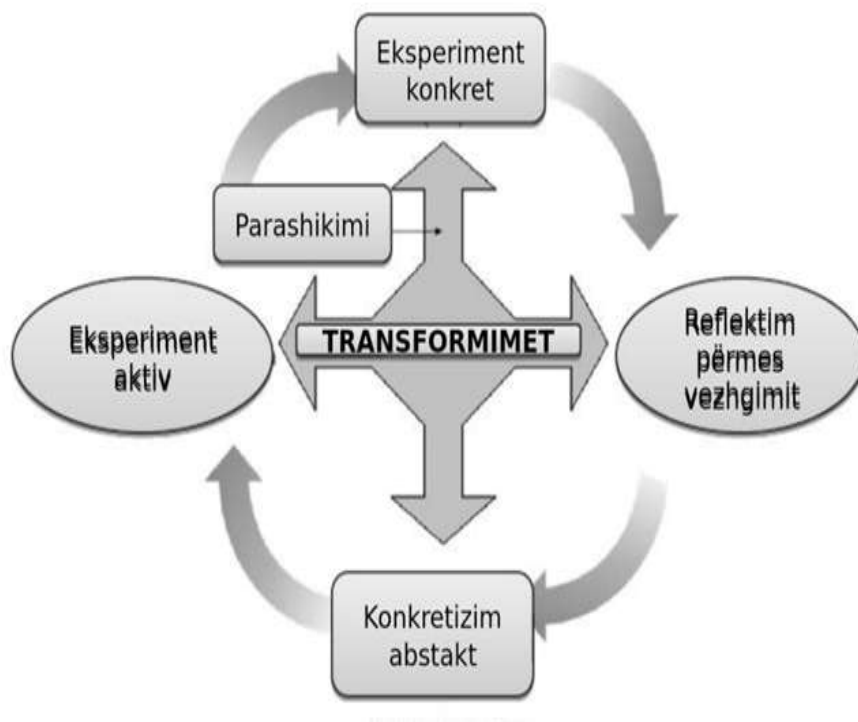 Eksperiment
konkret
Parashikimi
Eksperiment
aktiv
TRANSFORMIMET
Reflektim
përmes
vezhgimit
Konkretizim
abstakt